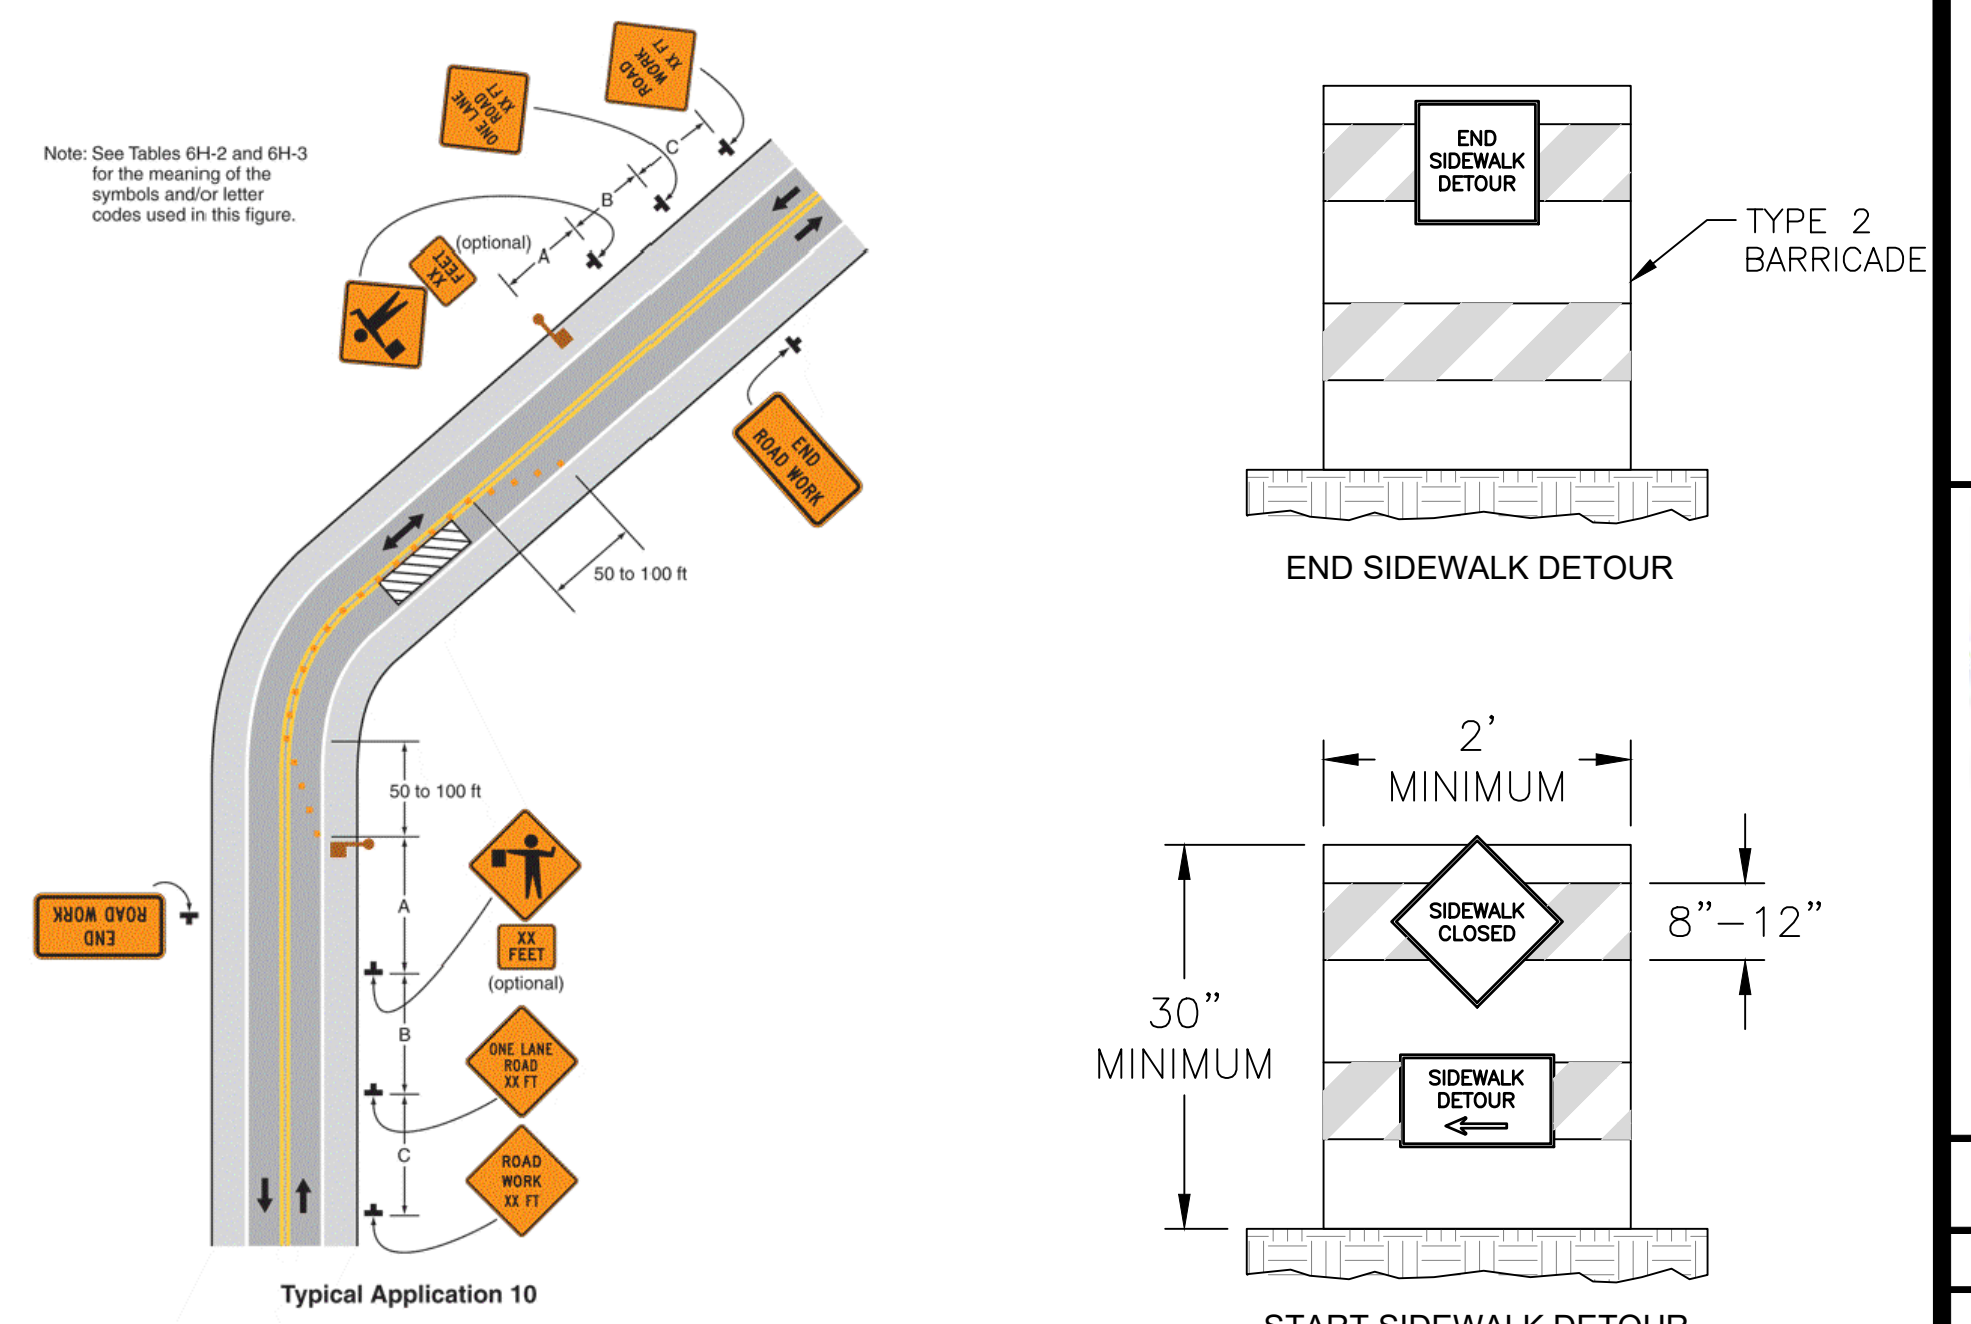 ROAD
WORK
XX FT
ONE LANE
ROAD
XX FT
Note: See Tables 6H-2 and 6H-3
for the meaning of the
symbols and/or letter
codes used in this figure.
C
B
(optional)
A
XX
FEET
END
ROAD WORK
50 to 100 ft
50 to 100 ft
A
XX
FEET
(optional)
END
ROAD WORK
B
ONE LANE
ROAD
XX FT
C
ROAD
WORK
XX FT
Typical Application 10
END
SIDEWALK
DETOUR
TYPE 2
BARRICADE
END SIDEWALK DETOUR
2'
MINIMUM
SIDEWALK
CLOSED
8"-12"
30"
MINIMUM
SIDEWALK
DETOUR
START SIDEWALK DETOUR